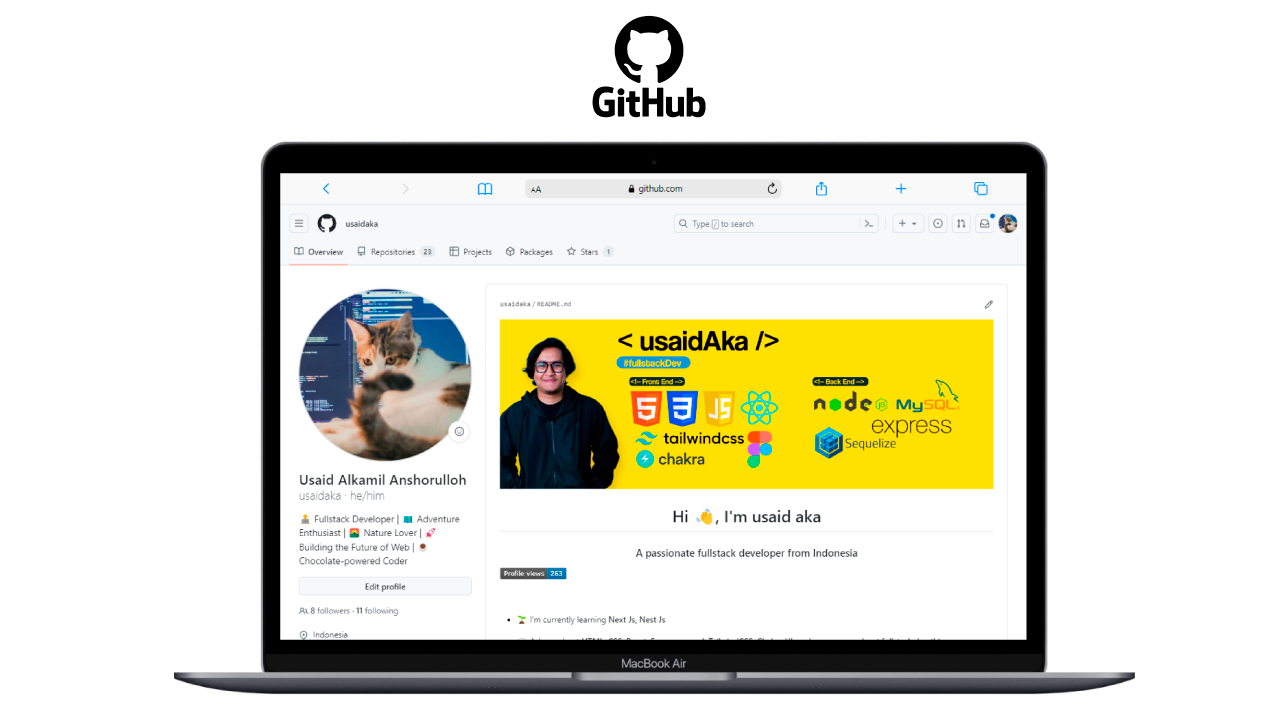 GitHub
AA github.com
usaidaka
Type / to search
Overview Repositories 23 Projects Packages Stars 1
usaidaka / README.md
< usaidAka />
#fullstackDev
<!-- Front End -->
<!-- Back End -->
5 3 JS
node JS MySQL
tailwindcss
express
chakra
Sequelize
Usaid Alkamil Anshorulloh
usaidaka · he/him
Fullstack Developer | Adventure
Enthusiast | Nature Lover |
Building the Future of Web |
Chocolate-powered Coder
Edit profile
8 followers · 11 following
Indonesia
Hi 👋, I'm usaid aka
A passionate fullstack developer from Indonesia
Profile views 263
I'm currently learning Next Js, Nest Js
MacBook Air